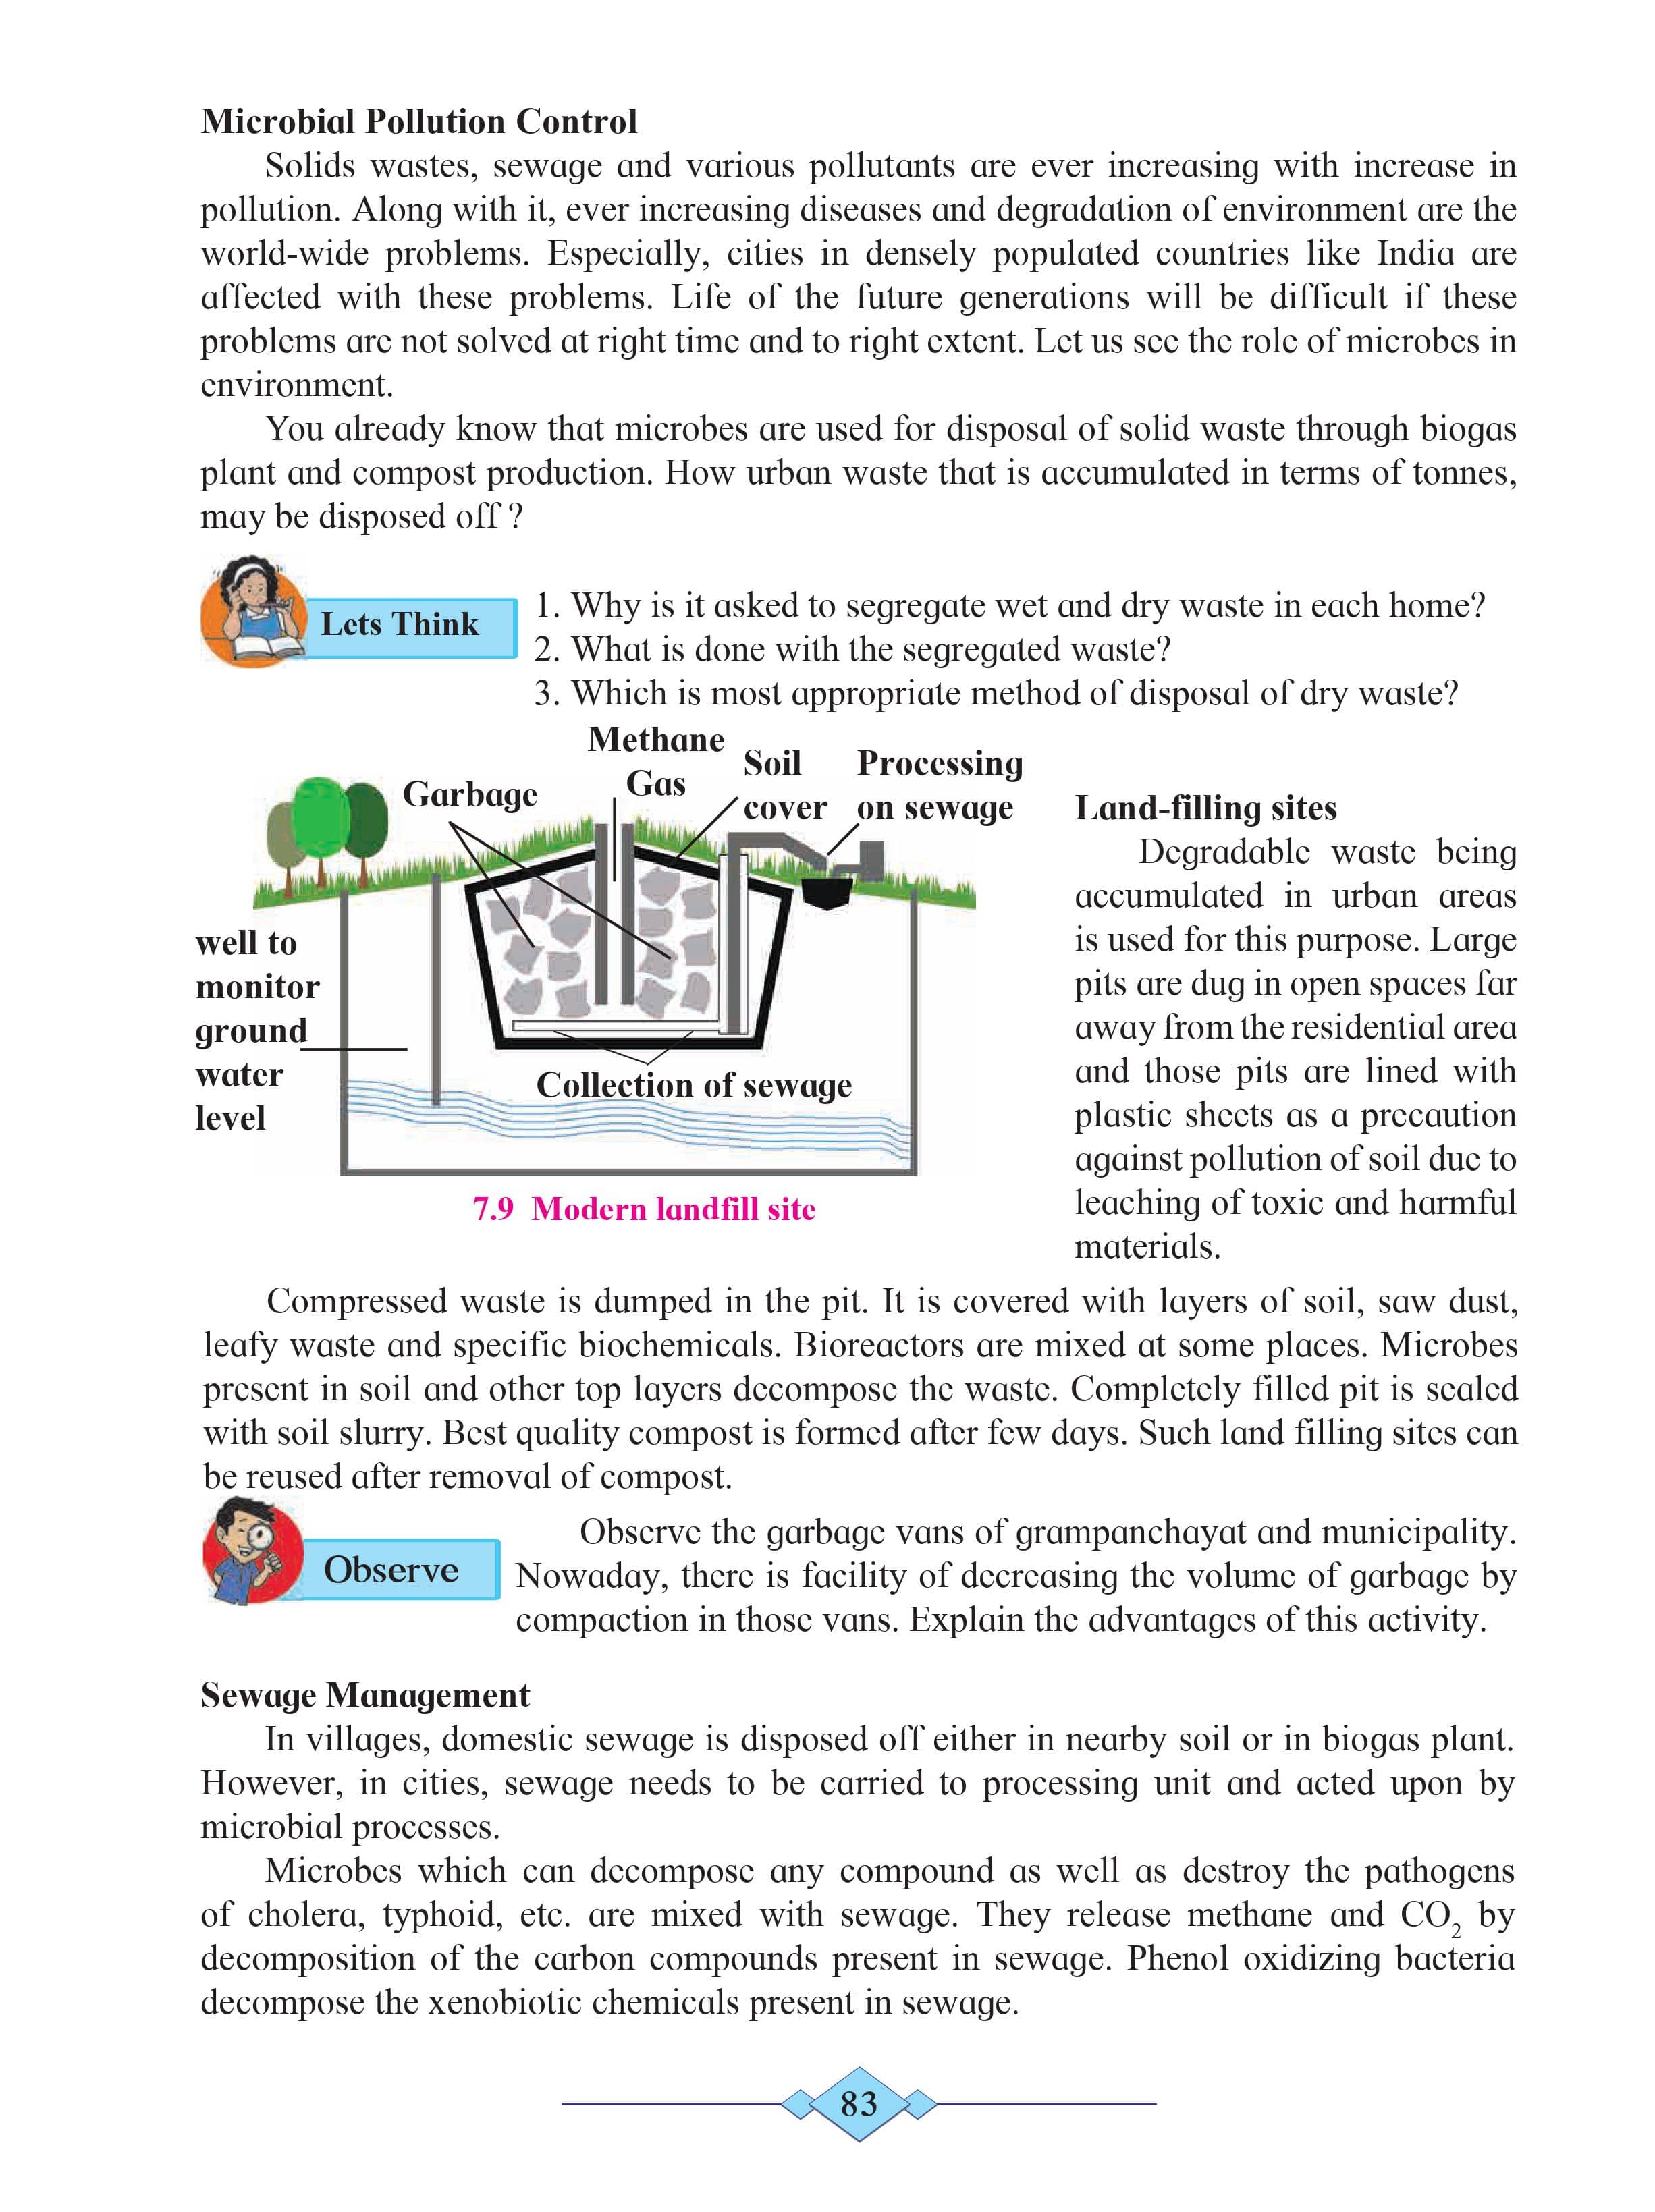 Microbial Pollution Control
Solids wastes, sewage and various pollutants are ever increasing with increase in
pollution. Along with it, ever increasing diseases and degradation of environment are the
world-wide problems. Especially, cities in densely populated countries like India are
affected with these problems. Life of the future generations will be difficult if these
problems are not solved at right time and to right extent. Let us see the role of microbes in
environment.
You already know that microbes are used for disposal of solid waste through biogas
plant and compost production. How urban waste that is accumulated in terms of tonnes,
may be disposed off ?
Lets Think
1. Why is it asked to segregate wet and dry waste in each home?
2. What is done with the segregated waste?
3. Which is most appropriate method of disposal of dry waste?
Garbage
Methane
Gas
Soil
cover
Processing
on sewage
well to
monitor
ground
water
level
Collection of sewage
7.9 Modern landfill site
Land-filling sites
Degradable waste being
accumulated in urban areas
is used for this purpose. Large
pits are dug in open spaces far
away from the residential area
and those pits are lined with
plastic sheets as a precaution
against pollution of soil due to
leaching of toxic and harmful
materials.
Compressed waste is dumped in the pit. It is covered with layers of soil, saw dust,
leafy waste and specific biochemicals. Bioreactors are mixed at some places. Microbes
present in soil and other top layers decompose the waste. Completely filled pit is sealed
with soil slurry. Best quality compost is formed after few days. Such land filling sites can
be reused after removal of compost.
Observe
Observe the garbage vans of grampanchayat and municipality.
Nowaday, there is facility of decreasing the volume of garbage by
compaction in those vans. Explain the advantages of this activity.
Sewage Management
In villages, domestic sewage is disposed off either in nearby soil or in biogas plant.
However, in cities, sewage needs to be carried to processing unit and acted upon by
microbial processes.
Microbes which can decompose any compound as well as destroy the pathogens
of cholera, typhoid, etc. are mixed with sewage. They release methane and CO₂ by
decomposition of the carbon compounds present in sewage. Phenol oxidizing bacteria
decompose the xenobiotic chemicals present in sewage.
83